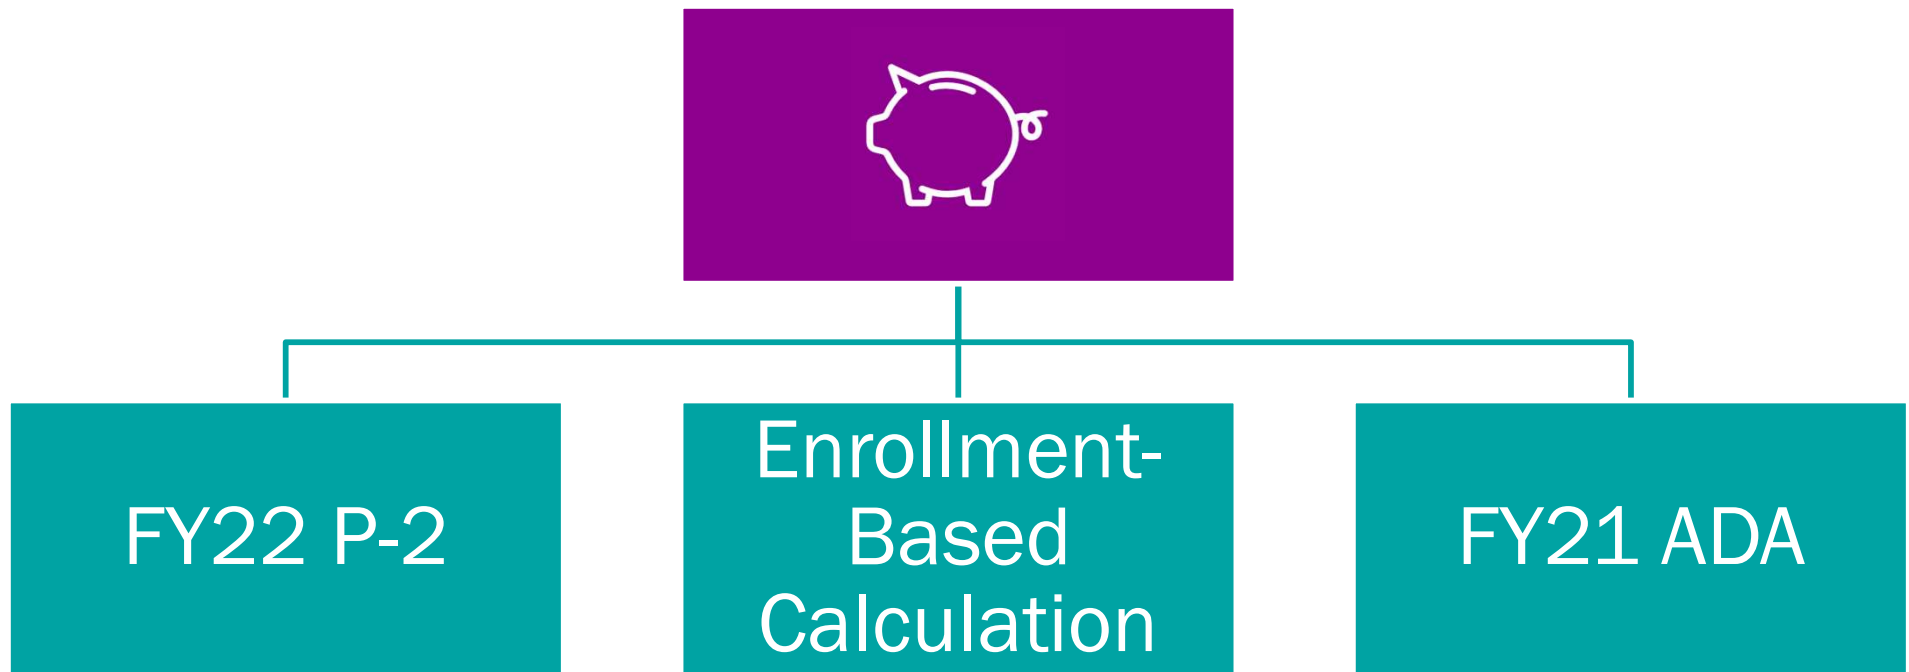 FY22 P-2
Enrollment-
Based
Calculation
FY21 ADA